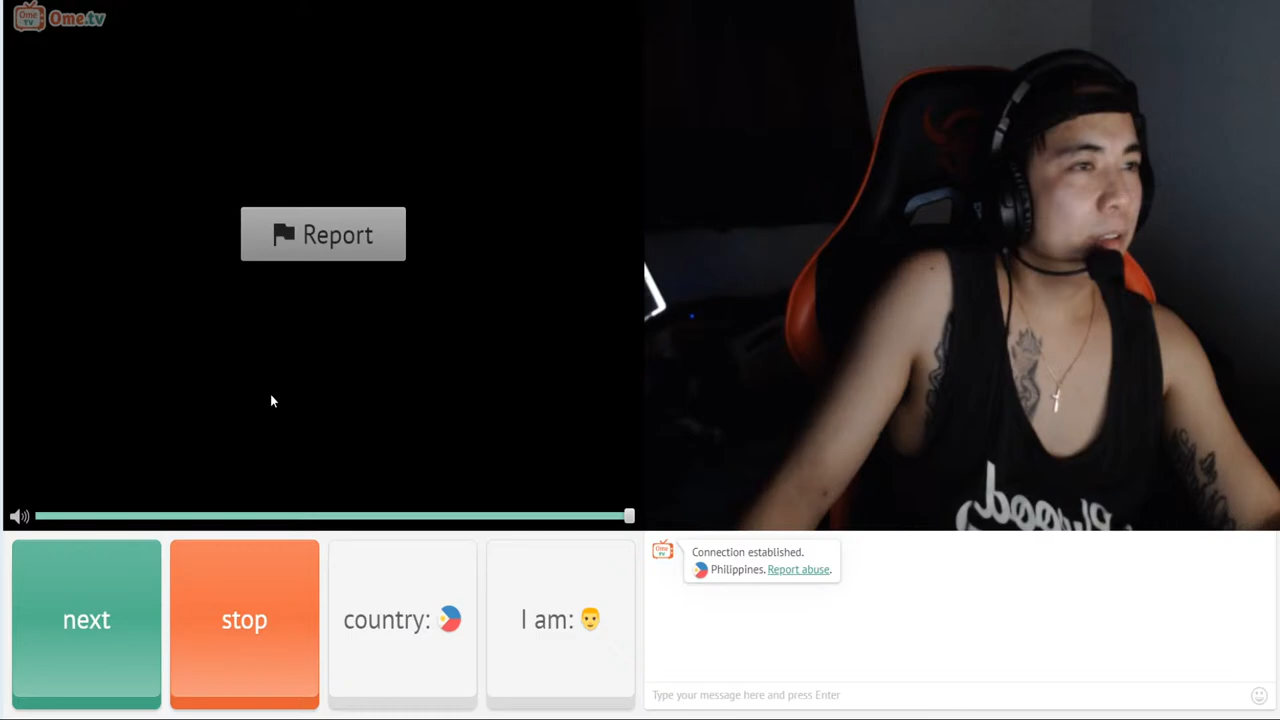 Ome.tv
Report
next
stop
country:
I am:
Connection established.
Philippines. Report abuse.
Type your message here and press Enter